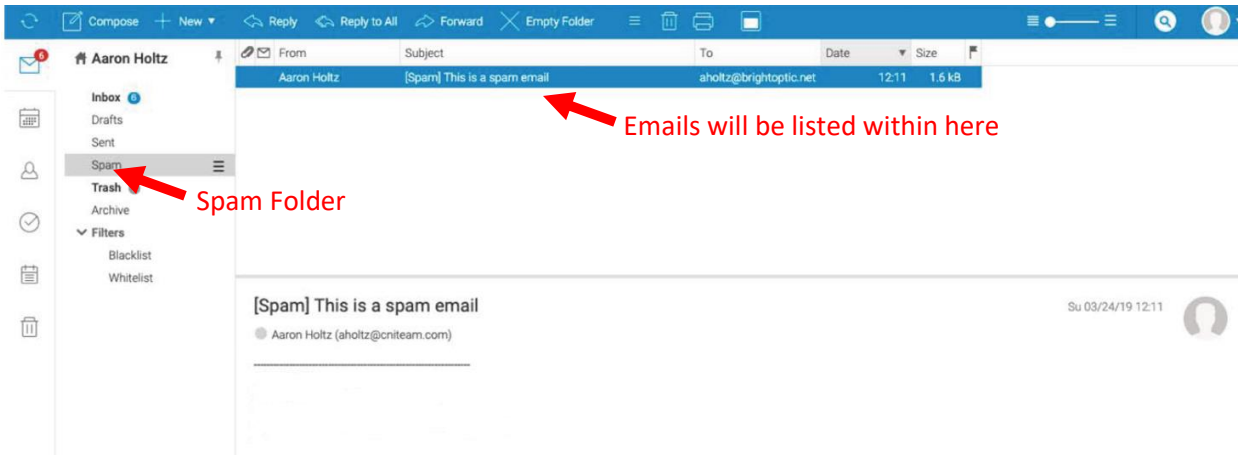 Compose New ▼ Reply Reply to All Forward Empty Folder
6 Aaron Holtz From Subject To Date ▼ Size
Aaron Holtz [Spam] This is a spam email aholtz@brightoptic.net 12:11 1.6 kB
Inbox 6
Drafts
Emails will be listed within here
Sent
Spam
Trash
Spam Folder
Archive
Filters
Blacklist
Whitelist
[Spam] This is a spam email Su 03/24/19 12:11
Aaron Holtz (aholtz@cniteam.com)